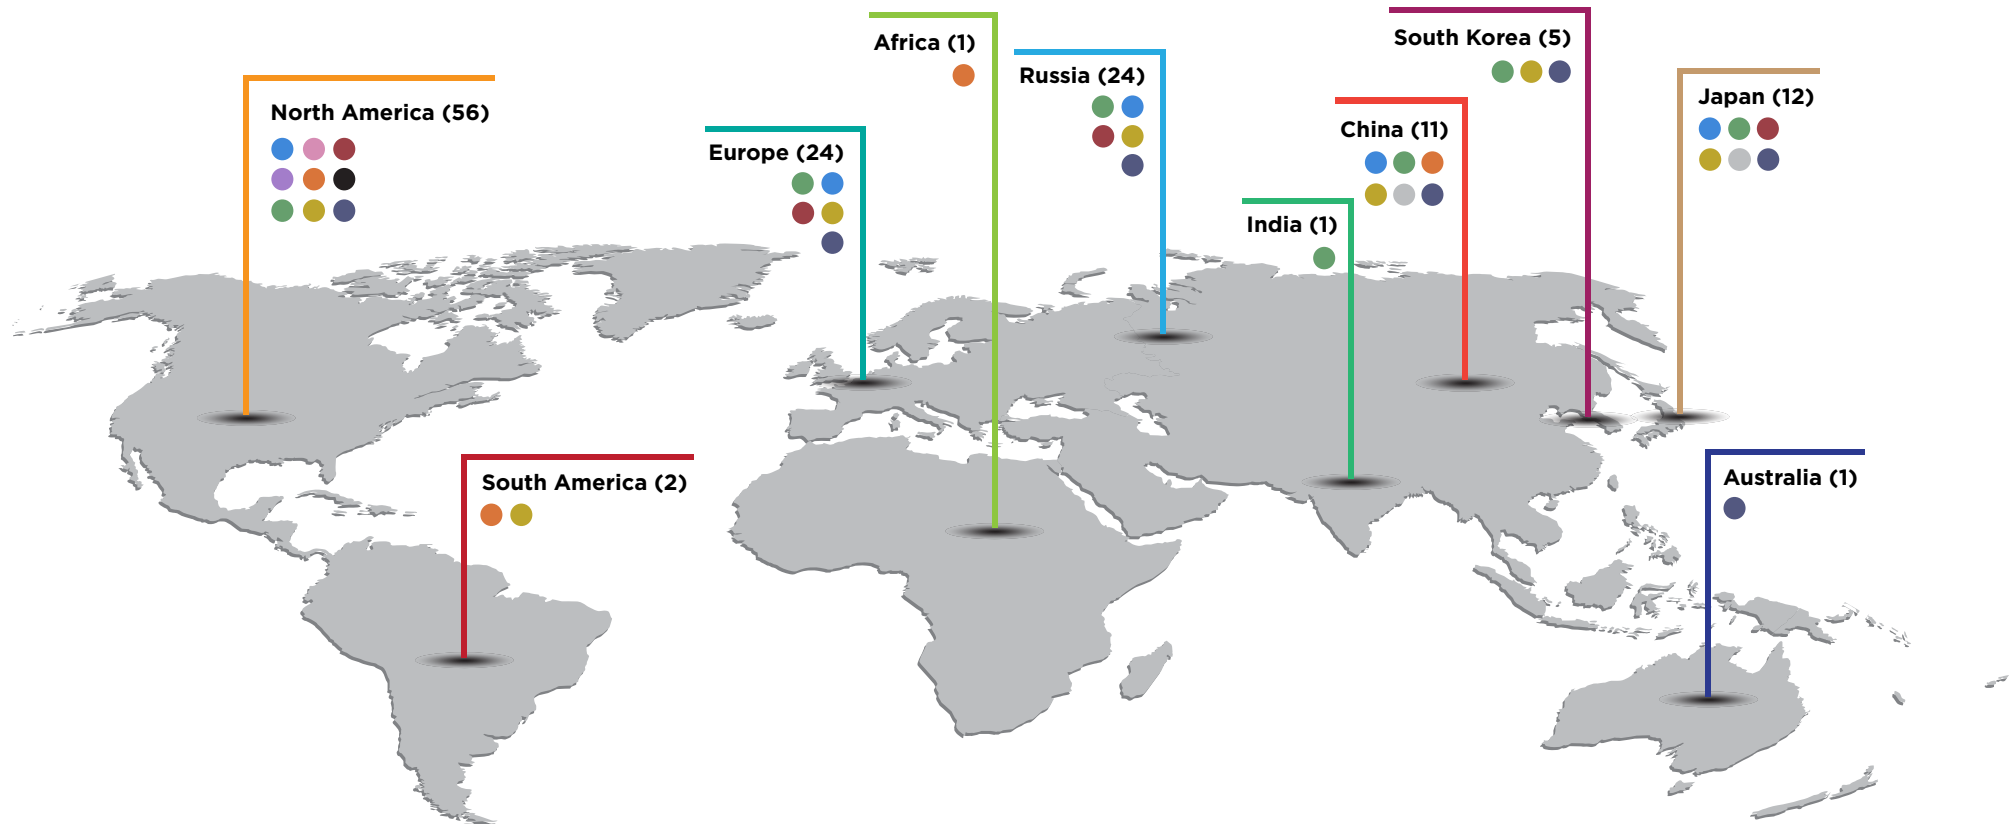 Africa (1)
South Korea (5)
Russia (24)
Japan (12)
North America (56)
China (11)
Europe (24)
India (1)
South America (2)
Australia (1)